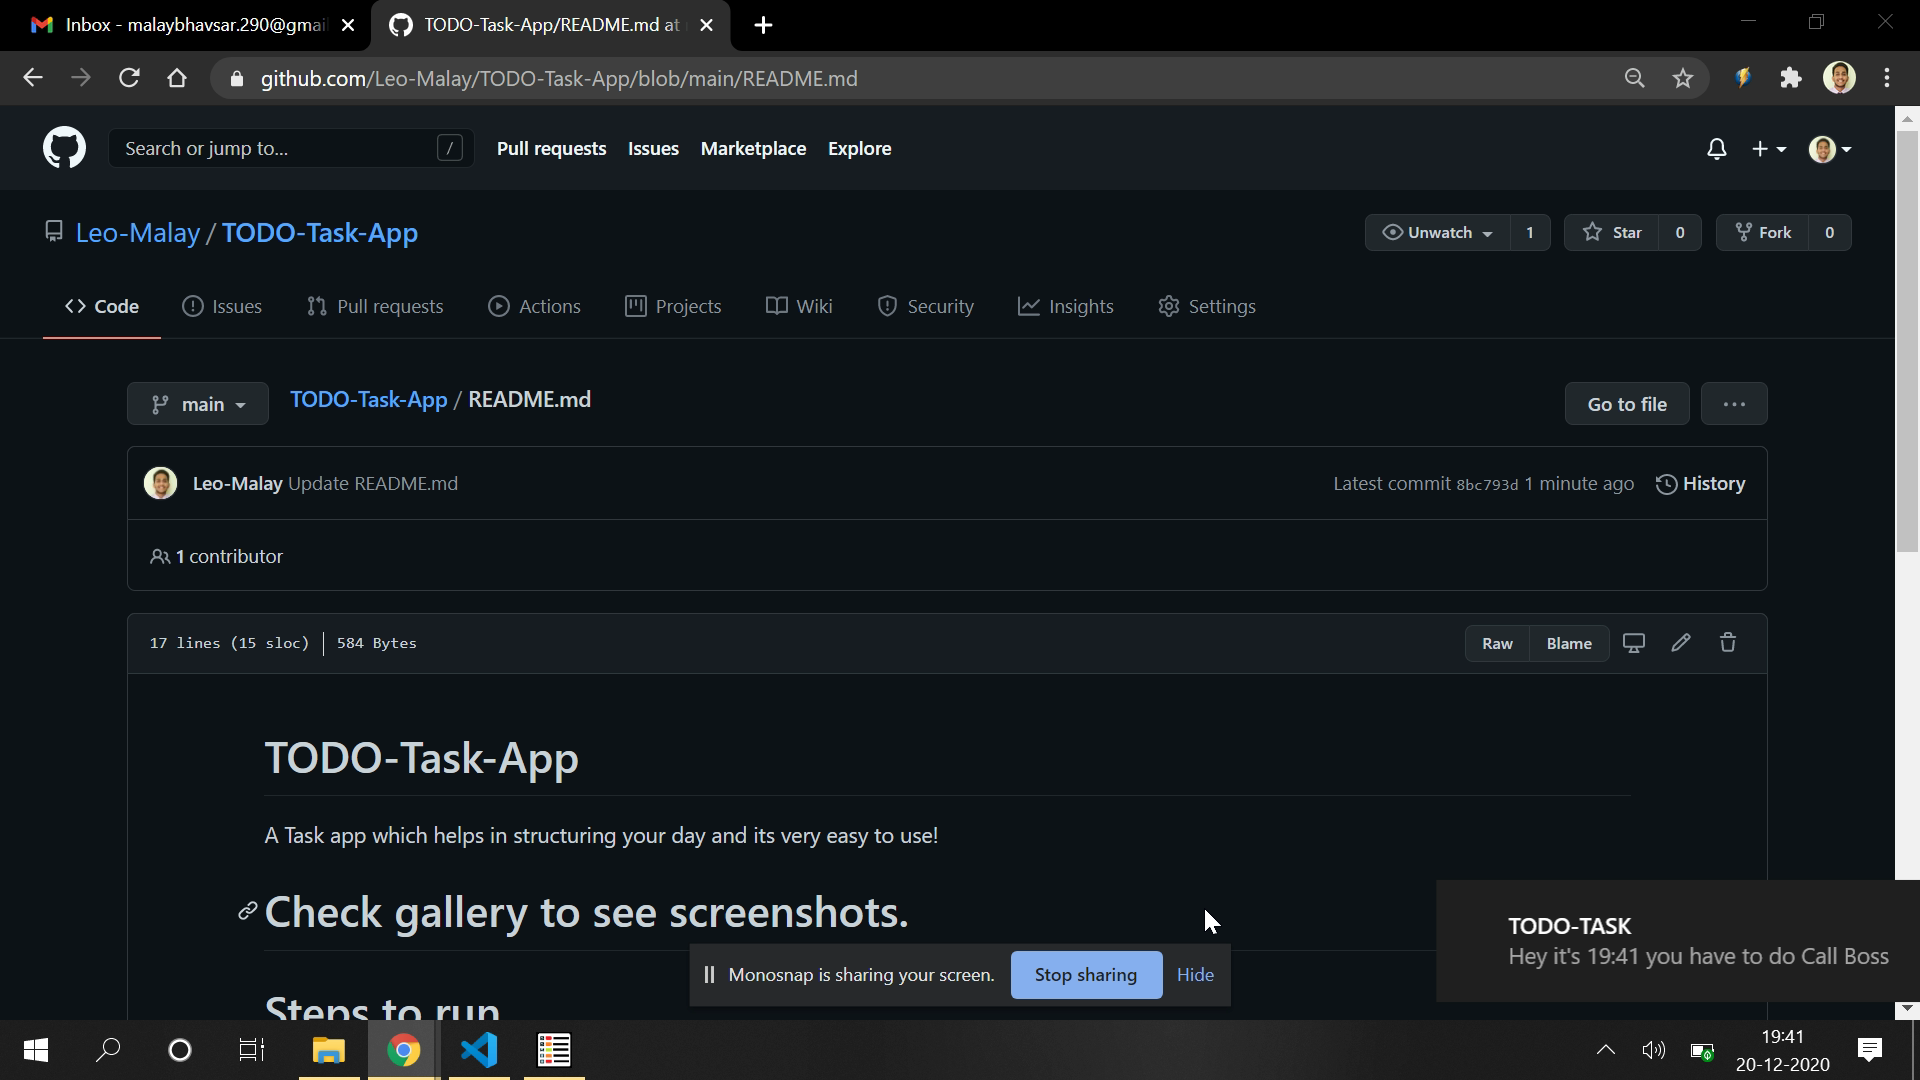 Inbox - malaybhavsar.290@gmai
TODO-Task-App/README.md at
github.com/Leo-Malay/TODO-Task-App/blob/main/README.md
Search or jump to... /
Pull requests Issues Marketplace Explore
Leo-Malay / TODO-Task-App
Unwatch 1 Star 0 Fork 0
Code Issues Pull requests Actions Projects Wiki Security Insights Settings
main TODO-Task-App / README.md Go to file ...
Leo-Malay Update README.md Latest commit 8bc793d 1 minute ago History
1 contributor
17 lines (15 sloc) | 584 Bytes Raw Blame
TODO-Task-App
A Task app which helps in structuring your day and its very easy to use!
Check gallery to see screenshots.
TODO-TASK
Hey it's 19:41 you have to do Call Boss
Monosnap is sharing your screen. Stop sharing Hide
Steps to run
19:41
20-12-2020